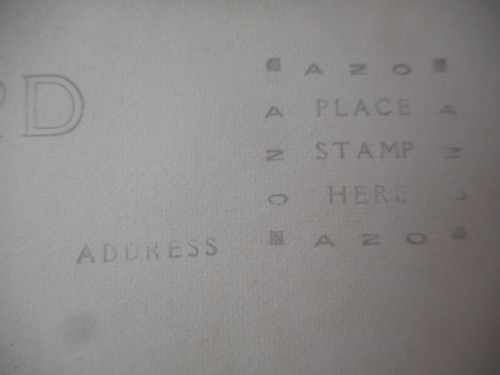 RD
AZO
A PLACE A
Z STAMP Z
O HERE O
AZO
ADDRESS